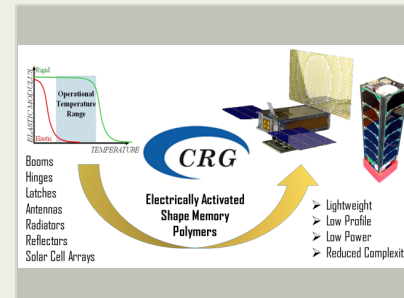 Rigid
Operational
Temperature
Range
ELASTIC MODULUS
Elastic
TEMPERATURE
Booms
Hinges
Latches
Antennas
Radiators
Reflectors
Solar Cell Arrays
CRG
Electrically Activated
Shape Memory
Polymers
➢ Lightweight
➢ Low Profile
➢ Low Power
➢ Reduced Complexit